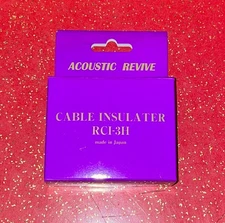 ACOUSTIC REVIVE
CABLE INSULATER
RCI-3H
made in Japan